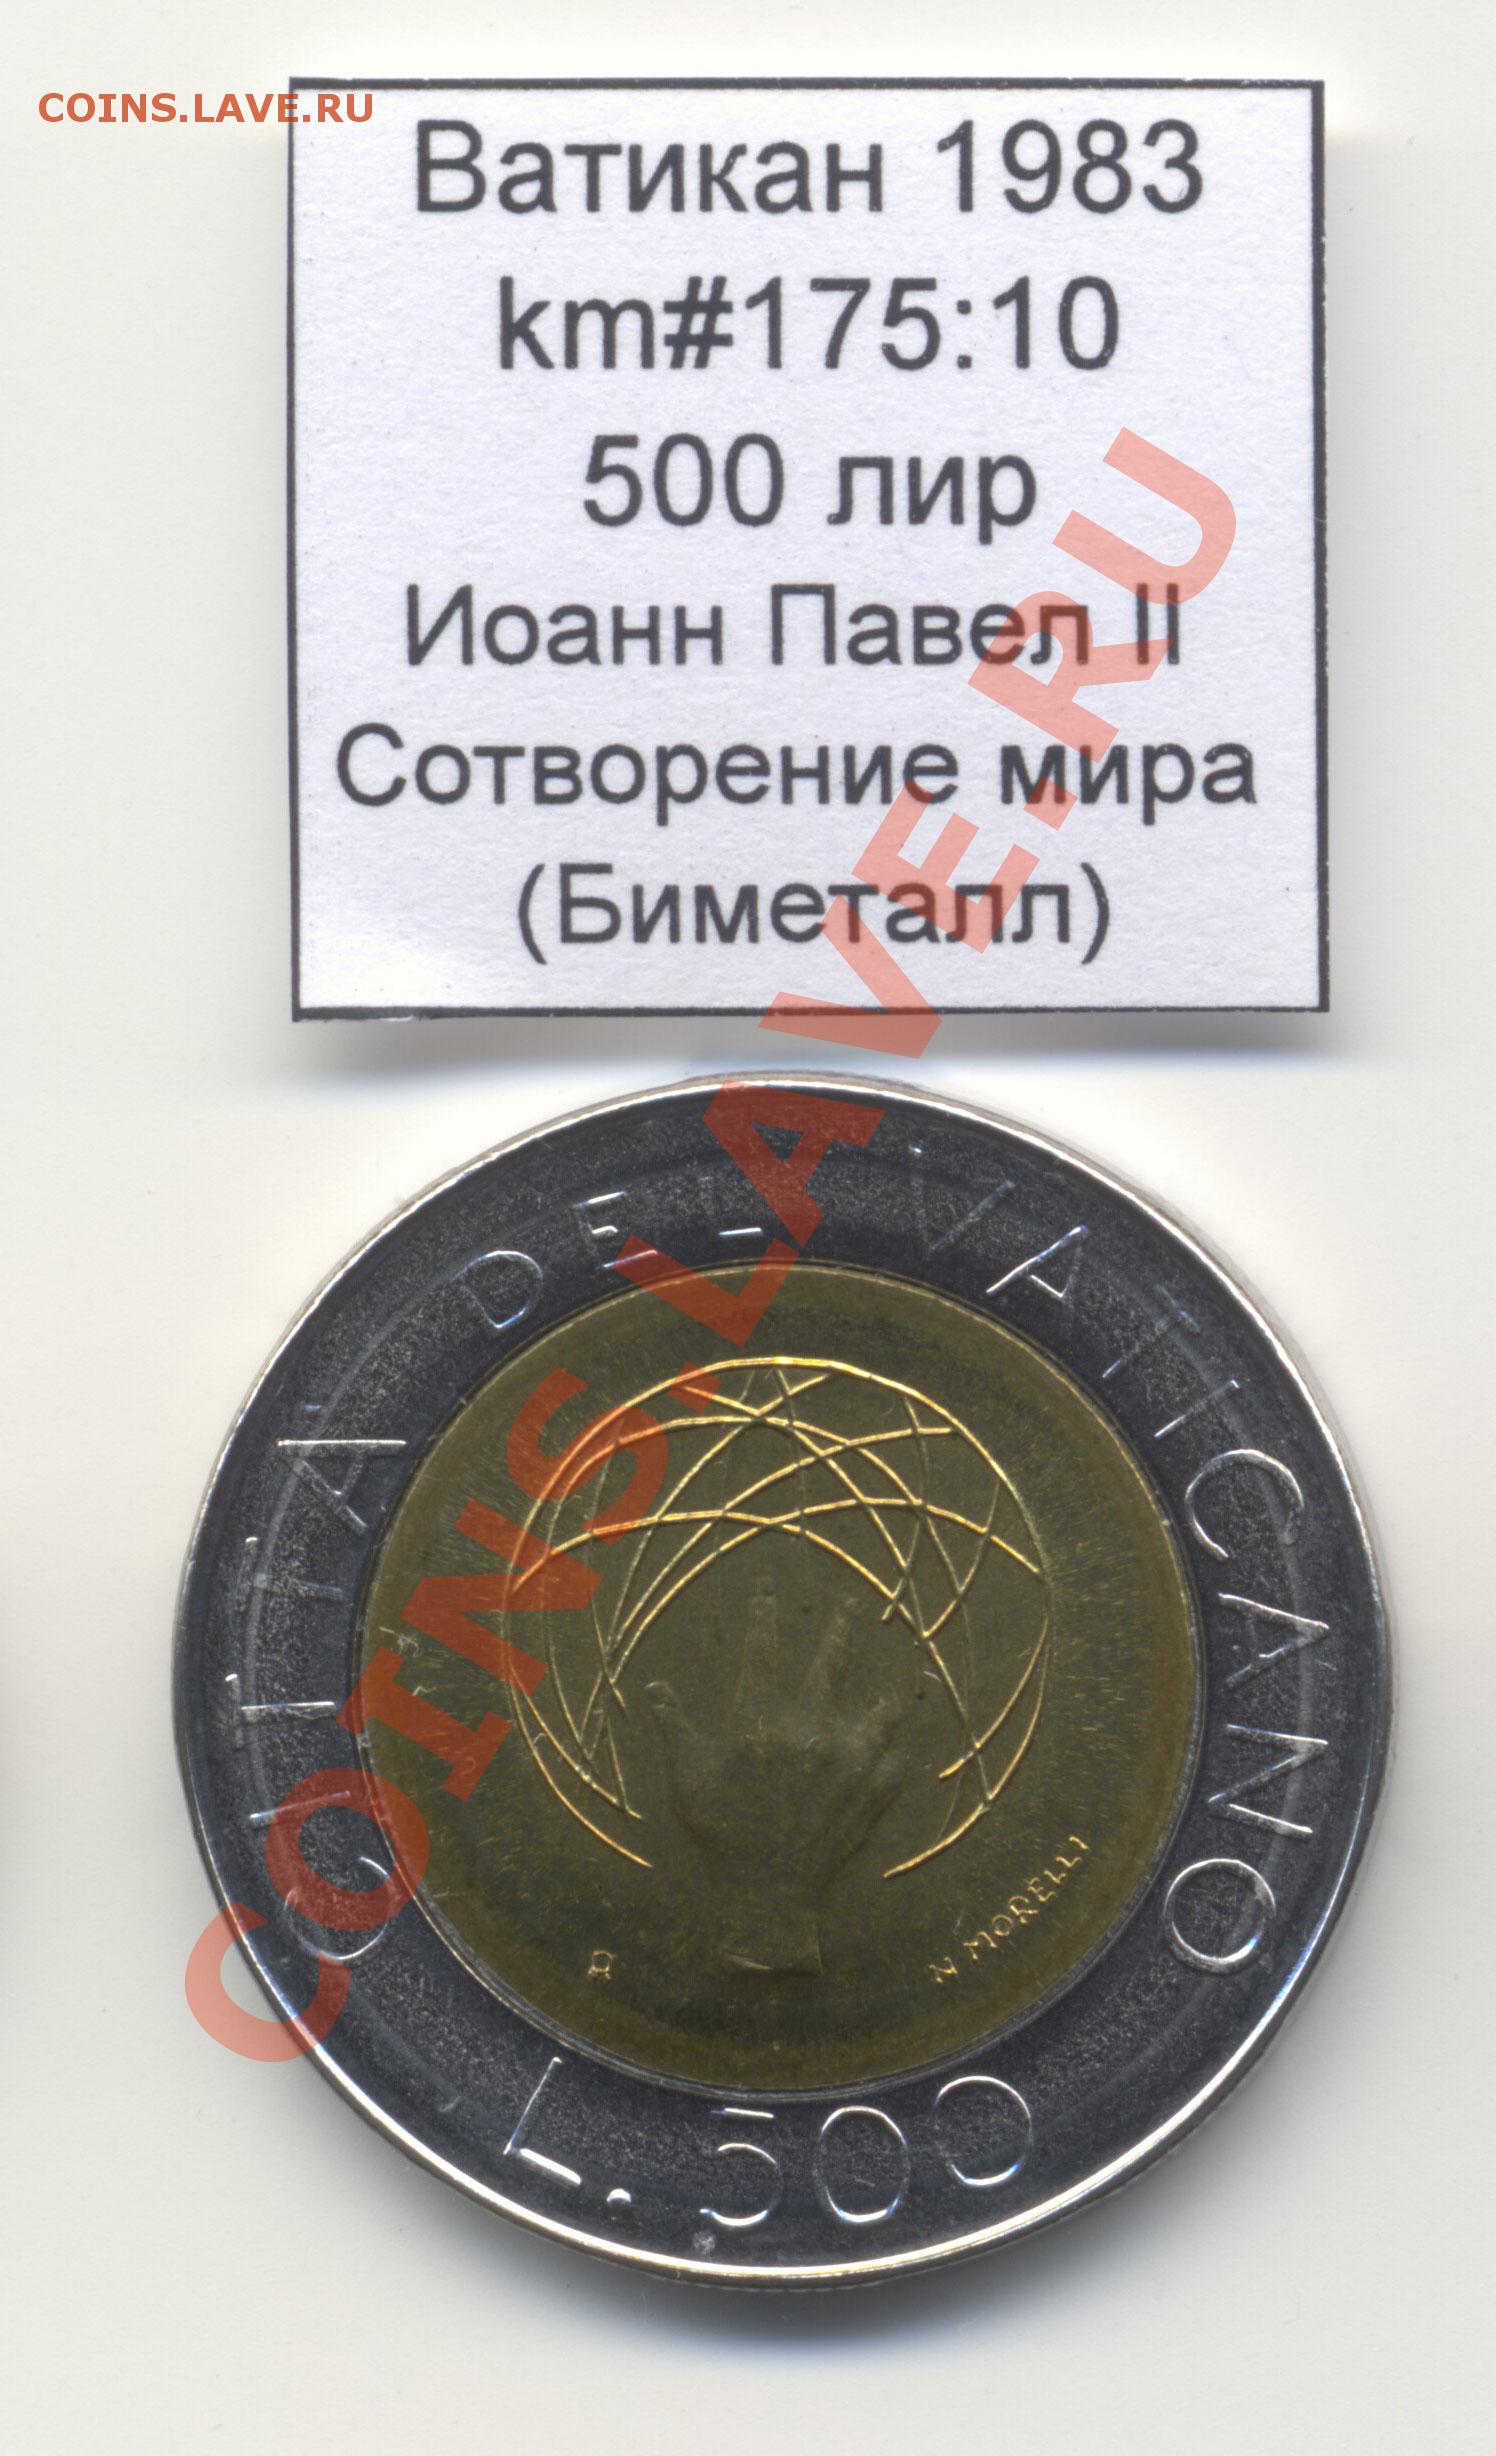 COINS.LAVE.RU
Ватикан 1983
km#175:10
500 лир
Иоанн Павел II
Сотворение мира
(Биметалл)
COINS.LAVE.RU
CITTÀ DEL VATICANO
R
N MORELLI
L. 500